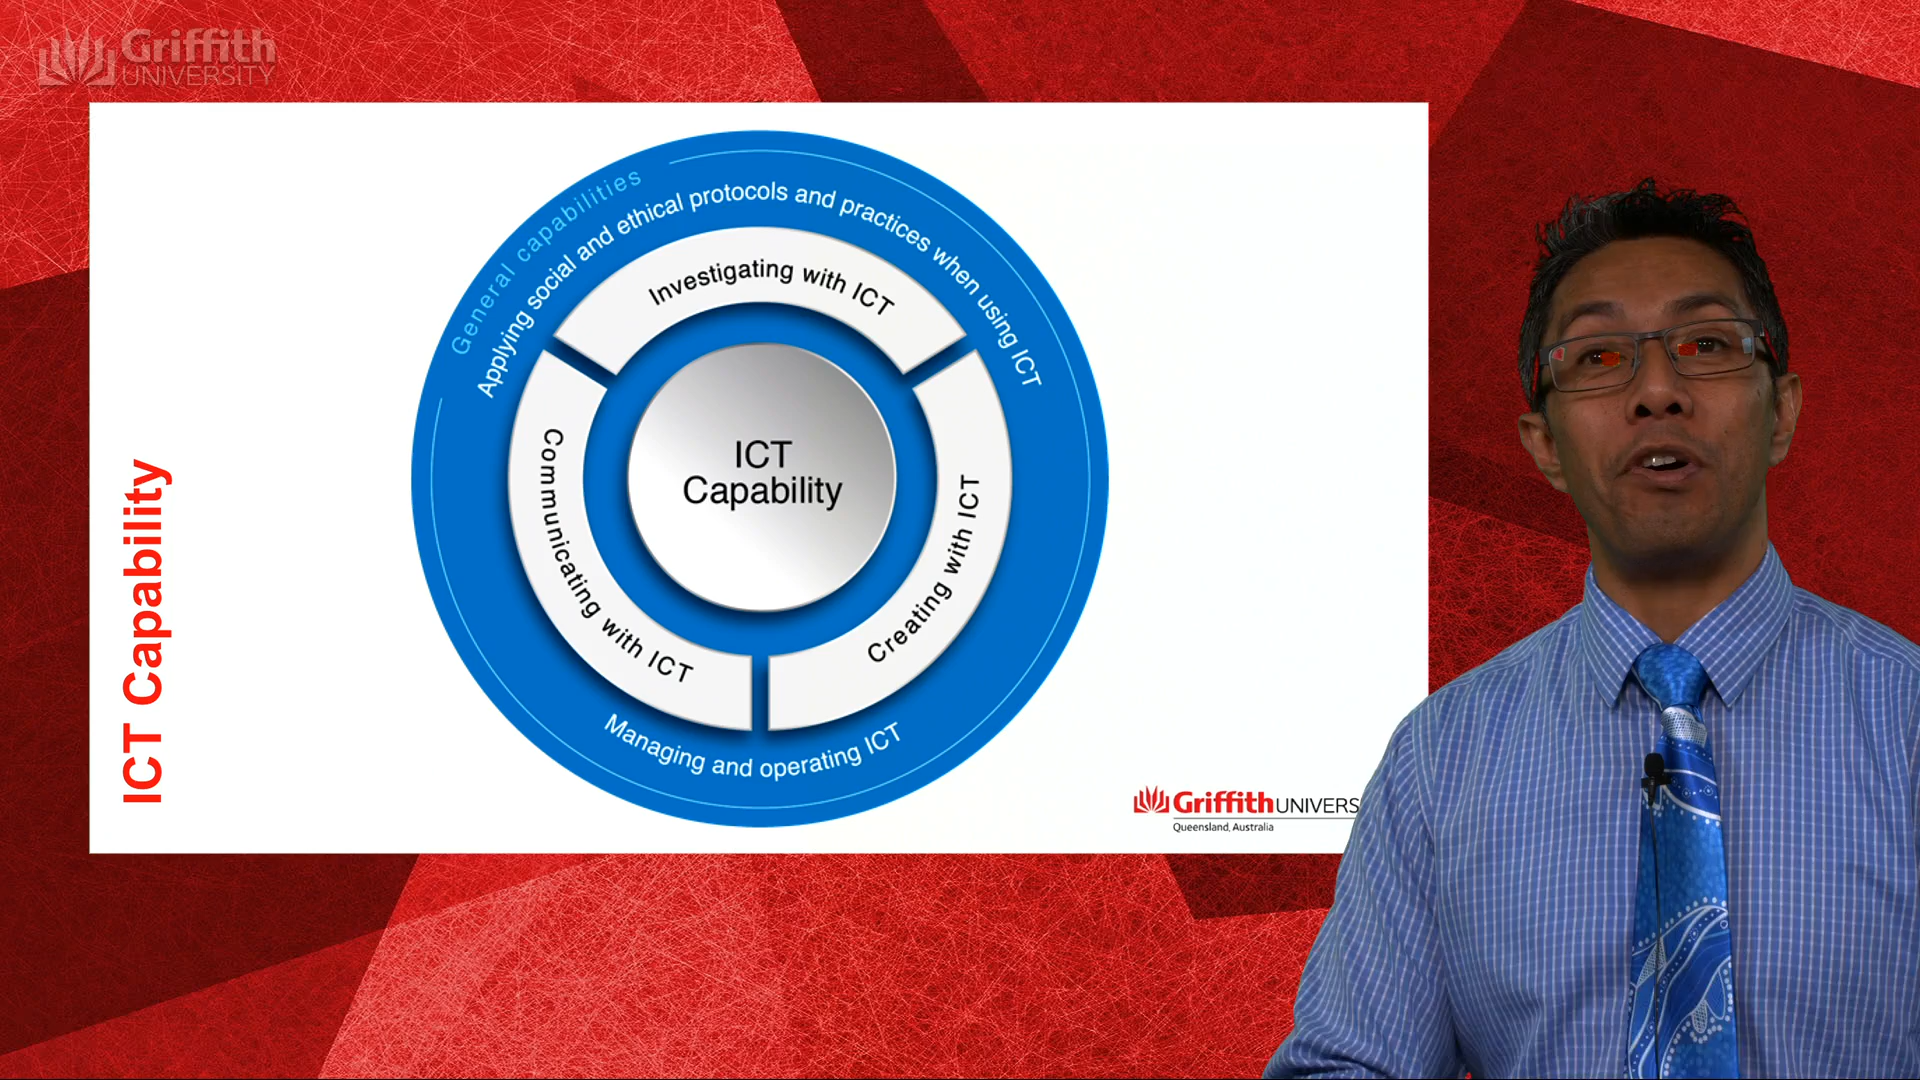 Griffith
UNIVERSITY
ICT Capability
General capabilities
Applying social and ethical protocols and practices when using ICT
Investigating with ICT
Communicating with ICT
Creating with ICT
ICT
Capability
Managing and operating ICT
Griffith UNIVERS
Queensland, Australia